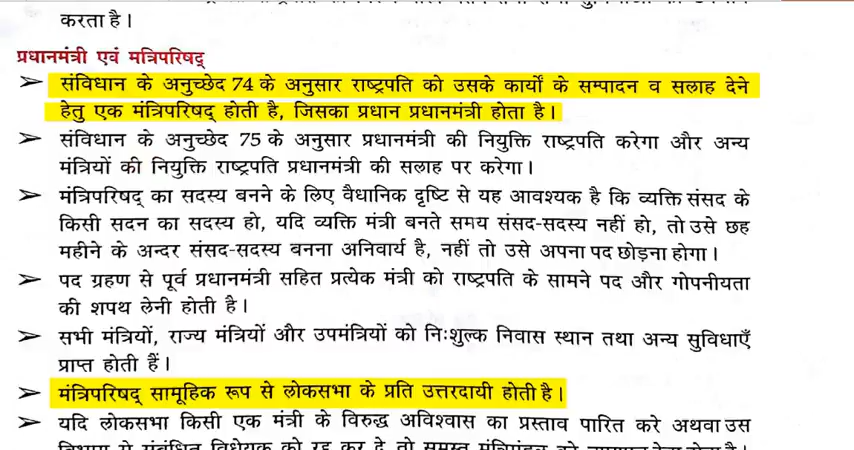 करता है।
प्रधानमंत्री एवं मंत्रिपरिषद्
➢ संविधान के अनुच्छेद 74 के अनुसार राष्ट्रपति को उसके कार्यों के सम्पादन व सलाह देने
हेतु एक मंत्रिपरिषद् होती है, जिसका प्रधान प्रधानमंत्री होता है।
➢ संविधान के अनुच्छेद 75 के अनुसार प्रधानमंत्री की नियुक्ति राष्ट्रपति करेगा और अन्य
मंत्रियों की नियुक्ति राष्ट्रपति प्रधानमंत्री की सलाह पर करेगा।
➢ मंत्रिपरिषद् का सदस्य बनने के लिए वैधानिक दृष्टि से यह आवश्यक है कि व्यक्ति संसद के
किसी सदन का सदस्य हो, यदि व्यक्ति मंत्री बनते समय संसद-सदस्य नहीं हो, तो उसे छह
महीने के अन्दर संसद-सदस्य बनना अनिवार्य है, नहीं तो उसे अपना पद छोड़ना होगा।
➢ पद ग्रहण से पूर्व प्रधानमंत्री सहित प्रत्येक मंत्री को राष्ट्रपति के सामने पद और गोपनीयता
की शपथ लेनी होती है।
➢ सभी मंत्रियों, राज्य मंत्रियों और उपमंत्रियों को निःशुल्क निवास स्थान तथा अन्य सुविधाएँ
प्राप्त होती हैं।
➢ मंत्रिपरिषद् सामूहिक रूप से लोकसभा के प्रति उत्तरदायी होती है।
➢ यदि लोकसभा किसी एक मंत्री के विरुद्ध अविश्वास का प्रस्ताव पारित करे अथवा उस
विभाग से संबंधित विधेयक को रद्द कर दे, तो समस्त मंत्रिमंडल को